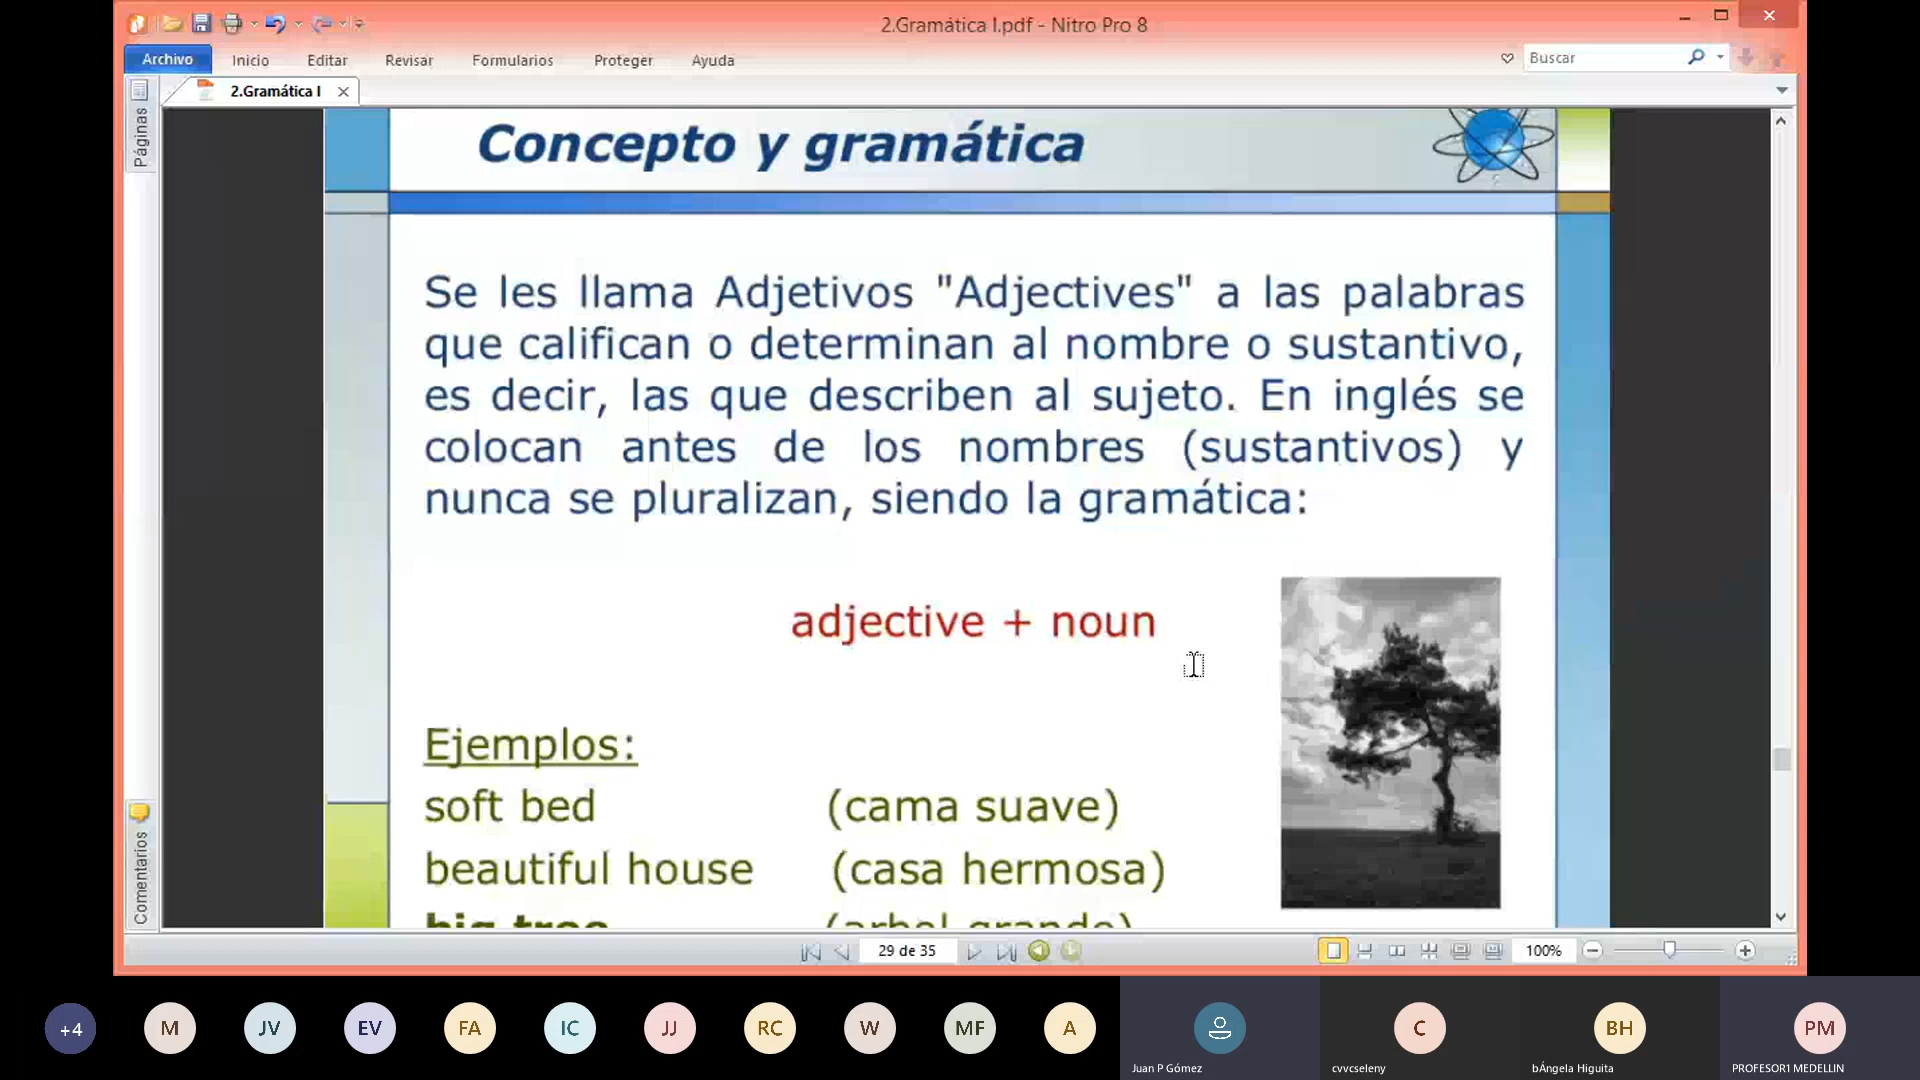 2.Gramática I.pdf - Nitro Pro 8
Archivo Inicio Editar Revisar Formularios Proteger Ayuda Buscar
2.Gramática I
Páginas
Concepto y gramática
Se les llama Adjetivos "Adjectives" a las palabras
que califican o determinan al nombre o sustantivo,
es decir, las que describen al sujeto. En inglés se
colocan antes de los nombres (sustantivos) y
nunca se pluralizan, siendo la gramática:
adjective + noun
Ejemplos:
soft bed (cama suave)
beautiful house (casa hermosa)
big tree (arbol grande)
Comentarios
29 de 35 100%
+4 M JV EV FA IC JJ RC W MF A C BH PM
Juan P Gómez cvvcseleny bÁngela Higuita PROFESOR1 MEDELLIN